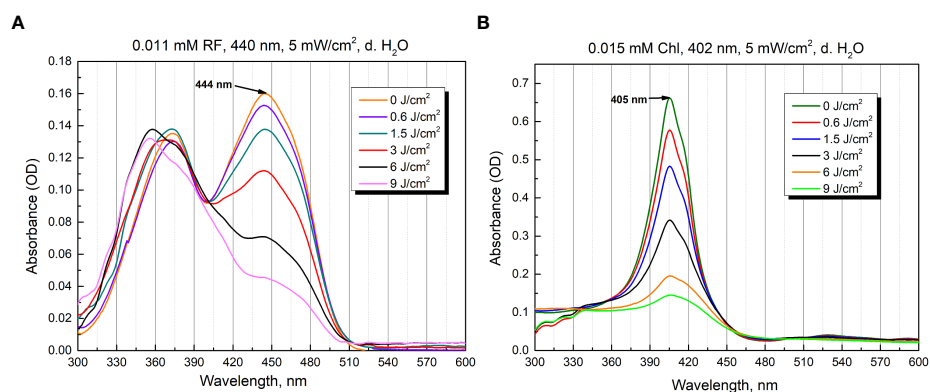 A
0.011 mM RF, 440 nm, 5 mW/cm², d. H₂O
0.18
0.16
0.14
0.12
0.10
0.08
0.06
0.04
0.02
0.00
Absorbance (OD)
444 nm
0 J/cm²
0.6 J/cm²
1.5 J/cm²
3 J/cm²
6 J/cm²
9 J/cm²
300 330 360 390 420 450 480 510 540 570 600
Wavelength, nm
B
0.015 mM Chl, 402 nm, 5 mW/cm², d. H₂O
0.7
0.6
0.5
0.4
0.3
0.2
0.1
0.0
Absorbance (OD)
405 nm
0 J/cm²
0.6 J/cm²
1.5 J/cm²
3 J/cm²
6 J/cm²
9 J/cm²
300 330 360 390 420 450 480 510 540 570 600
Wavelength, nm